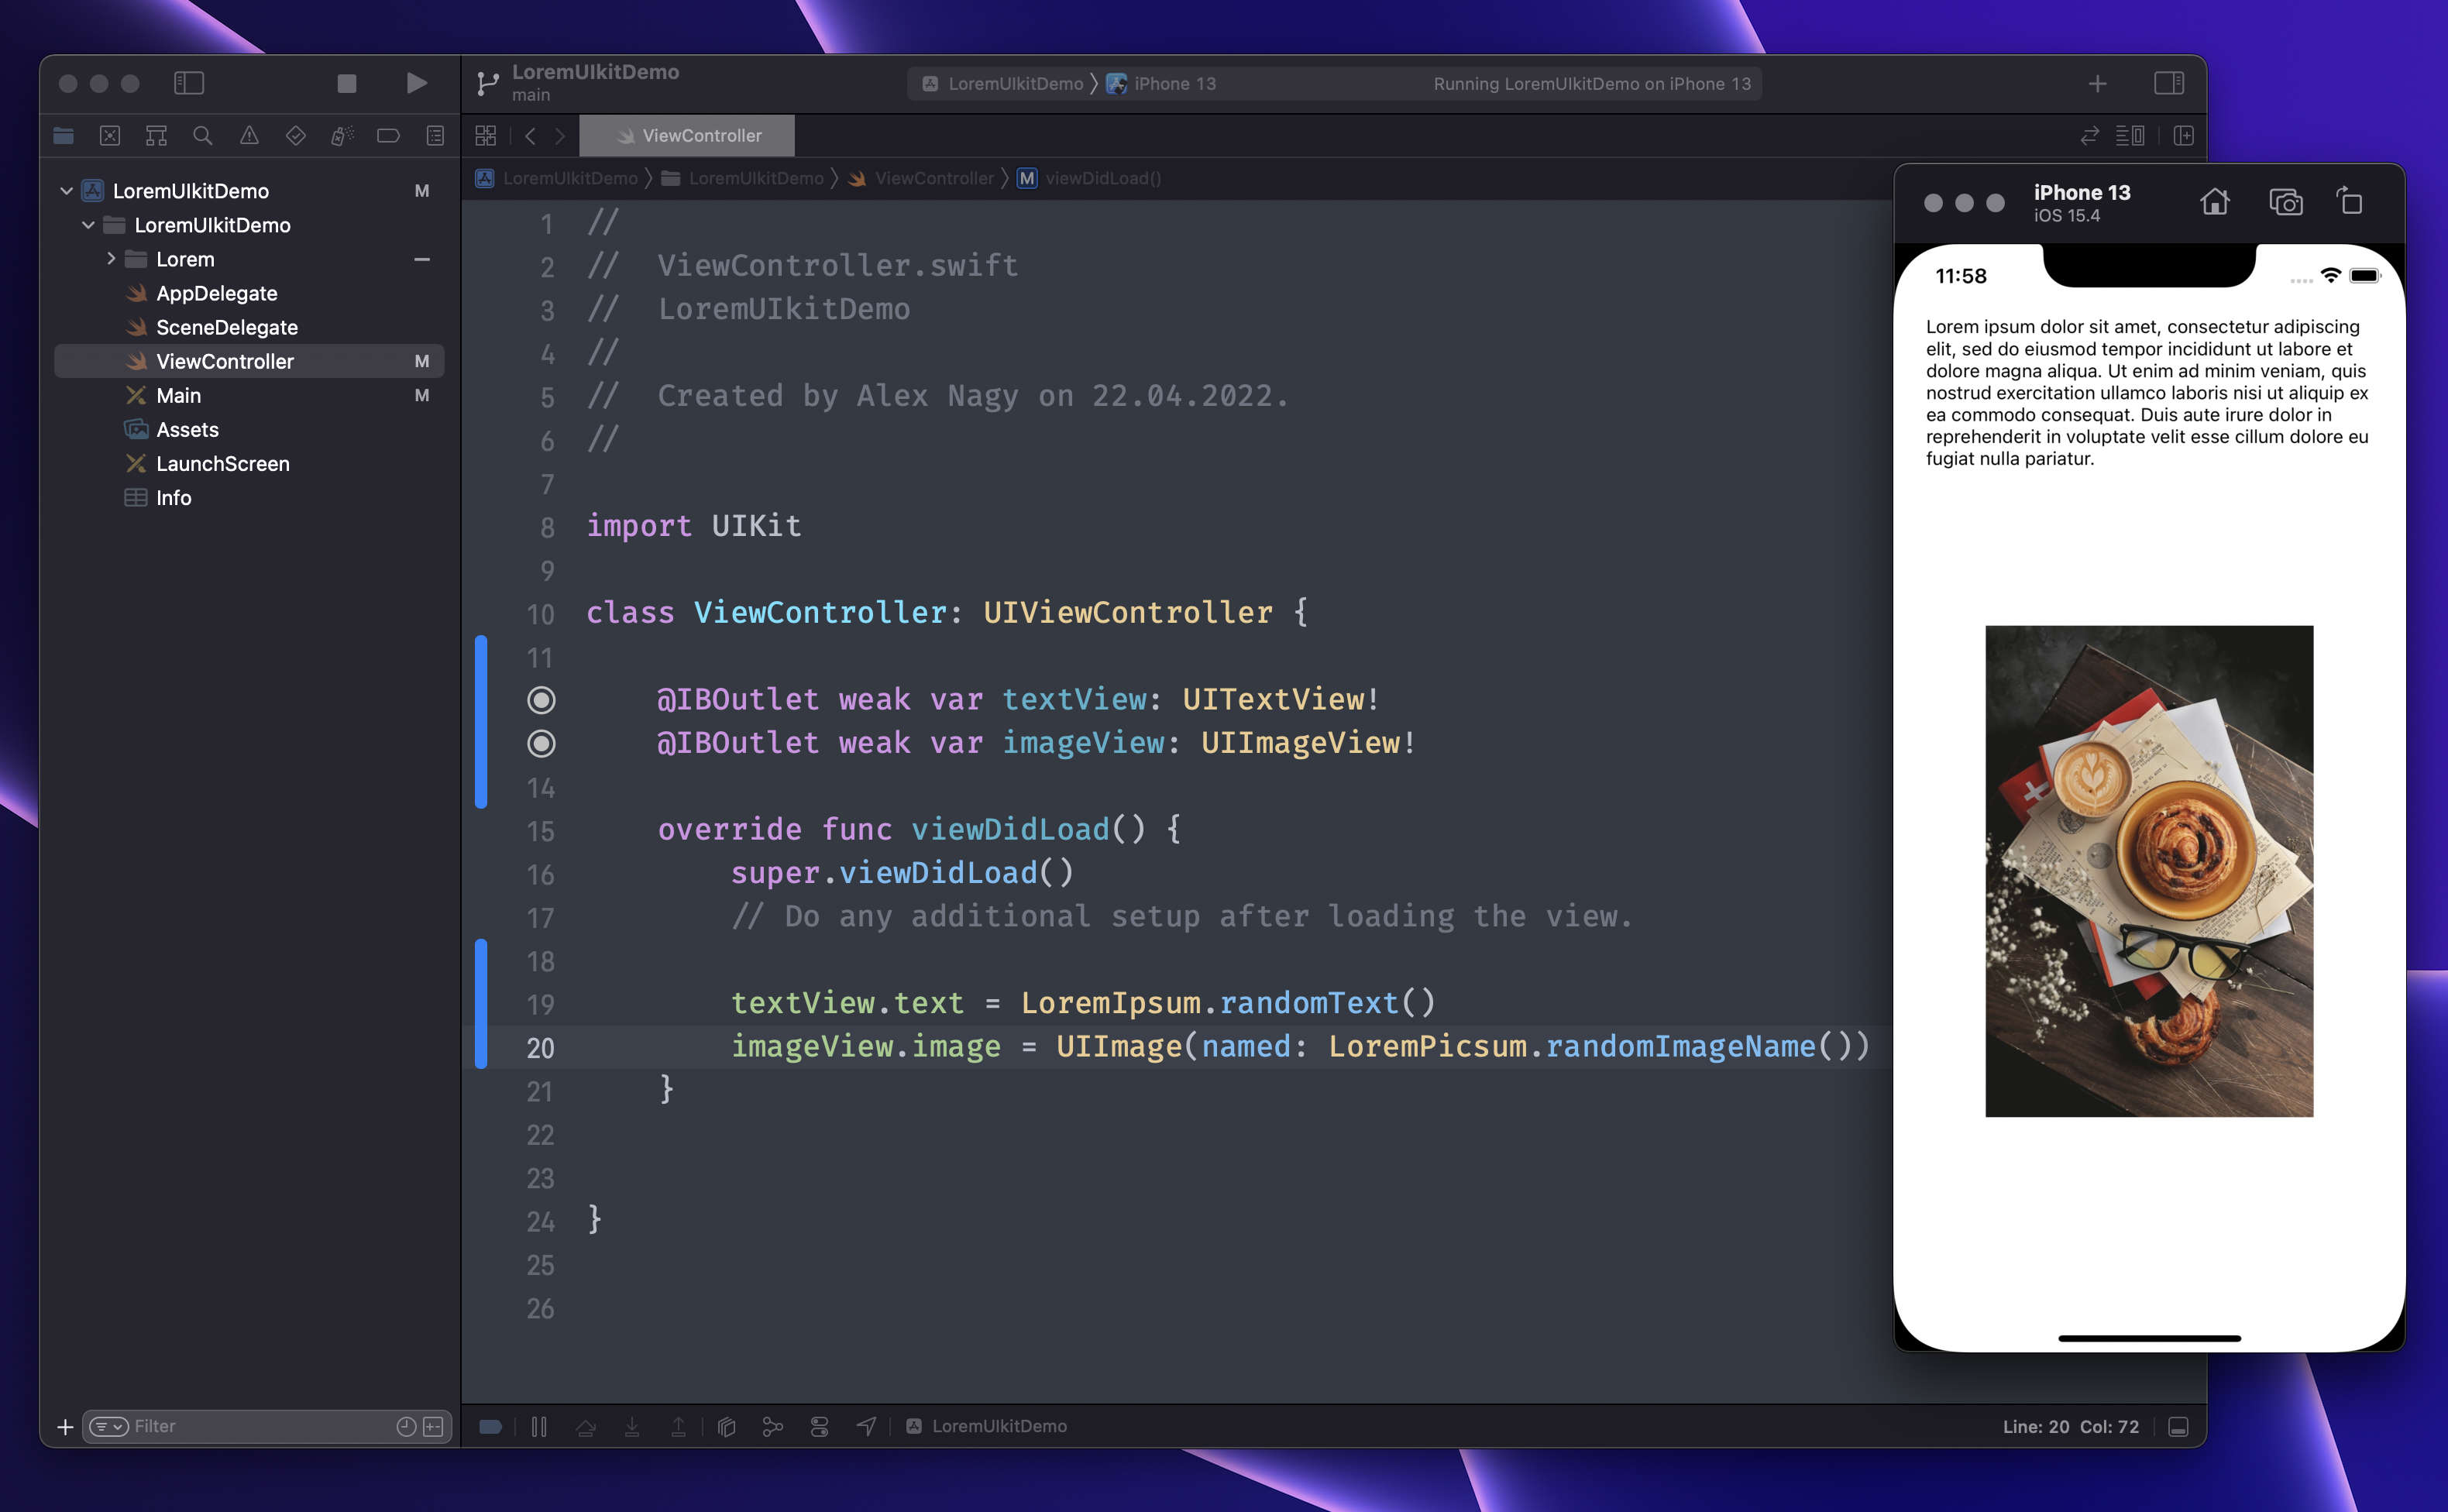 LoremUIkitDemo
main
LoremUIkitDemo
iPhone 13
Running LoremUIkitDemo on iPhone 13
ViewController
LoremUIkitDemo
LoremUIkitDemo
ViewController
M
viewDidLoad()
LoremUIkitDemo M
LoremUIkitDemo
Lorem
AppDelegate
SceneDelegate
ViewController M
Main M
Assets
LaunchScreen
Info
Filter
1 //
2 //  ViewController.swift
3 //  LoremUIkitDemo
4 //
5 //  Created by Alex Nagy on 22.04.2022.
6 //
7
8 import UIKit
9
10 class ViewController: UIViewController {
11
@IBOutlet weak var textView: UITextView!
@IBOutlet weak var imageView: UIImageView!
14
15 override func viewDidLoad() {
16 super.viewDidLoad()
17 // Do any additional setup after loading the view.
18
19 textView.text = LoremIpsum.randomText()
20 imageView.image = UIImage(named: LoremPicsum.randomImageName())
21 }
22
23
24 }
25
26
LoremUIkitDemo
Line: 20 Col: 72
iPhone 13
iOS 15.4
11:58
Lorem ipsum dolor sit amet, consectetur adipiscing
elit, sed do eiusmod tempor incididunt ut labore et
dolore magna aliqua. Ut enim ad minim veniam, quis
nostrud exercitation ullamco laboris nisi ut aliquip ex
ea commodo consequat. Duis aute irure dolor in
reprehenderit in voluptate velit esse cillum dolore eu
fugiat nulla pariatur.